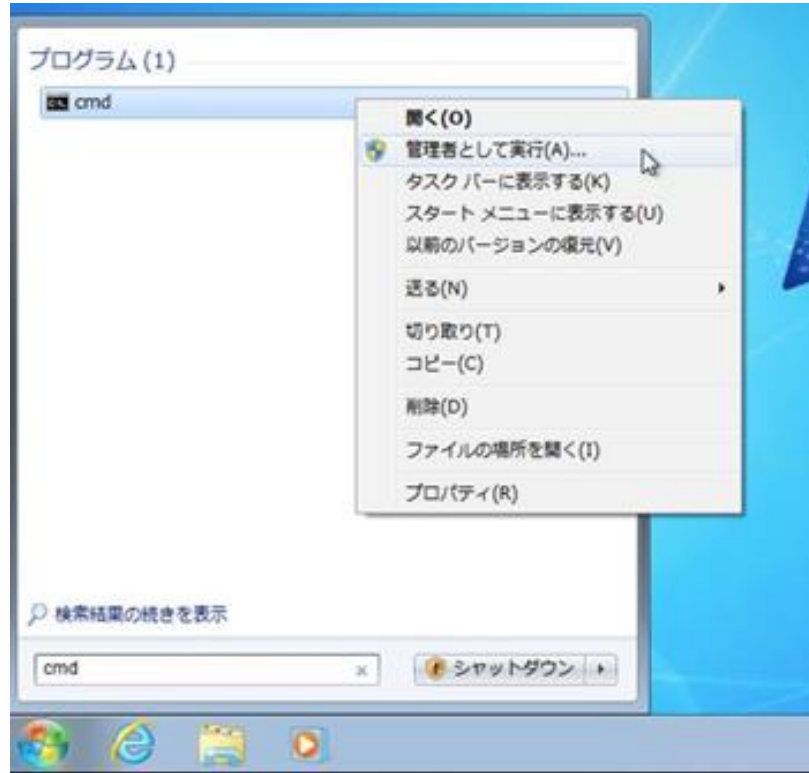 プログラム (1)
cmd
開く(O)
管理者として実行(A)...
タスク バーに表示する(K)
スタート メニューに表示する(U)
以前のバージョンの復元(V)
送る(N)
切り取り(T)
コピー(C)
削除(D)
ファイルの場所を開く(I)
プロパティ(R)
検索結果の続きを表示
cmd
シャットダウン